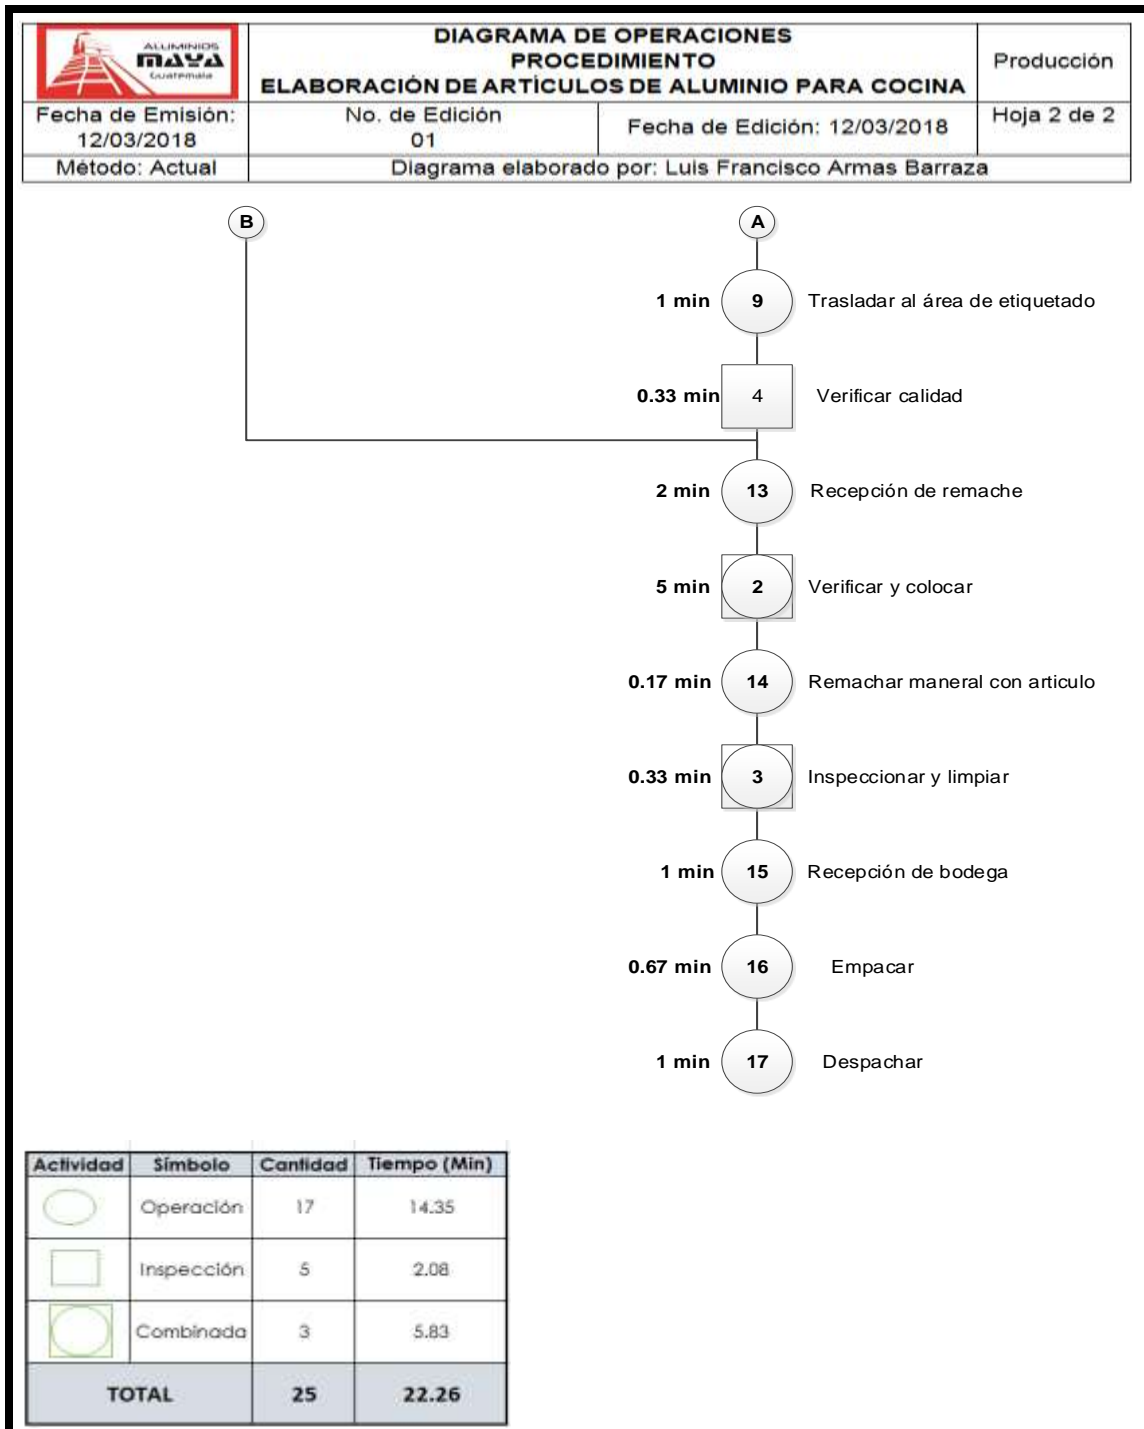 ALUMINIOS
MAYA
Guatemala
DIAGRAMA DE OPERACIONES
PROCEDIMIENTO
ELABORACIÓN DE ARTÍCULOS DE ALUMINIO PARA COCINA
Producción
Fecha de Emisión:
12/03/2018
No. de Edición
01
Fecha de Edición: 12/03/2018
Hoja 2 de 2
Método: Actual
Diagrama elaborado por: Luis Francisco Armas Barraza
B
A
1 min 9 Trasladar al área de etiquetado
0.33 min 4 Verificar calidad
2 min 13 Recepción de remache
5 min 2 Verificar y colocar
0.17 min 14 Remachar maneral con articulo
0.33 min 3 Inspeccionar y limpiar
1 min 15 Recepción de bodega
0.67 min 16 Empacar
1 min 17 Despachar
Actividad Símbolo Cantidad Tiempo (Min)
Operación 17 14.35
Inspección 5 2.08
Combinada 3 5.83
TOTAL 25 22.26